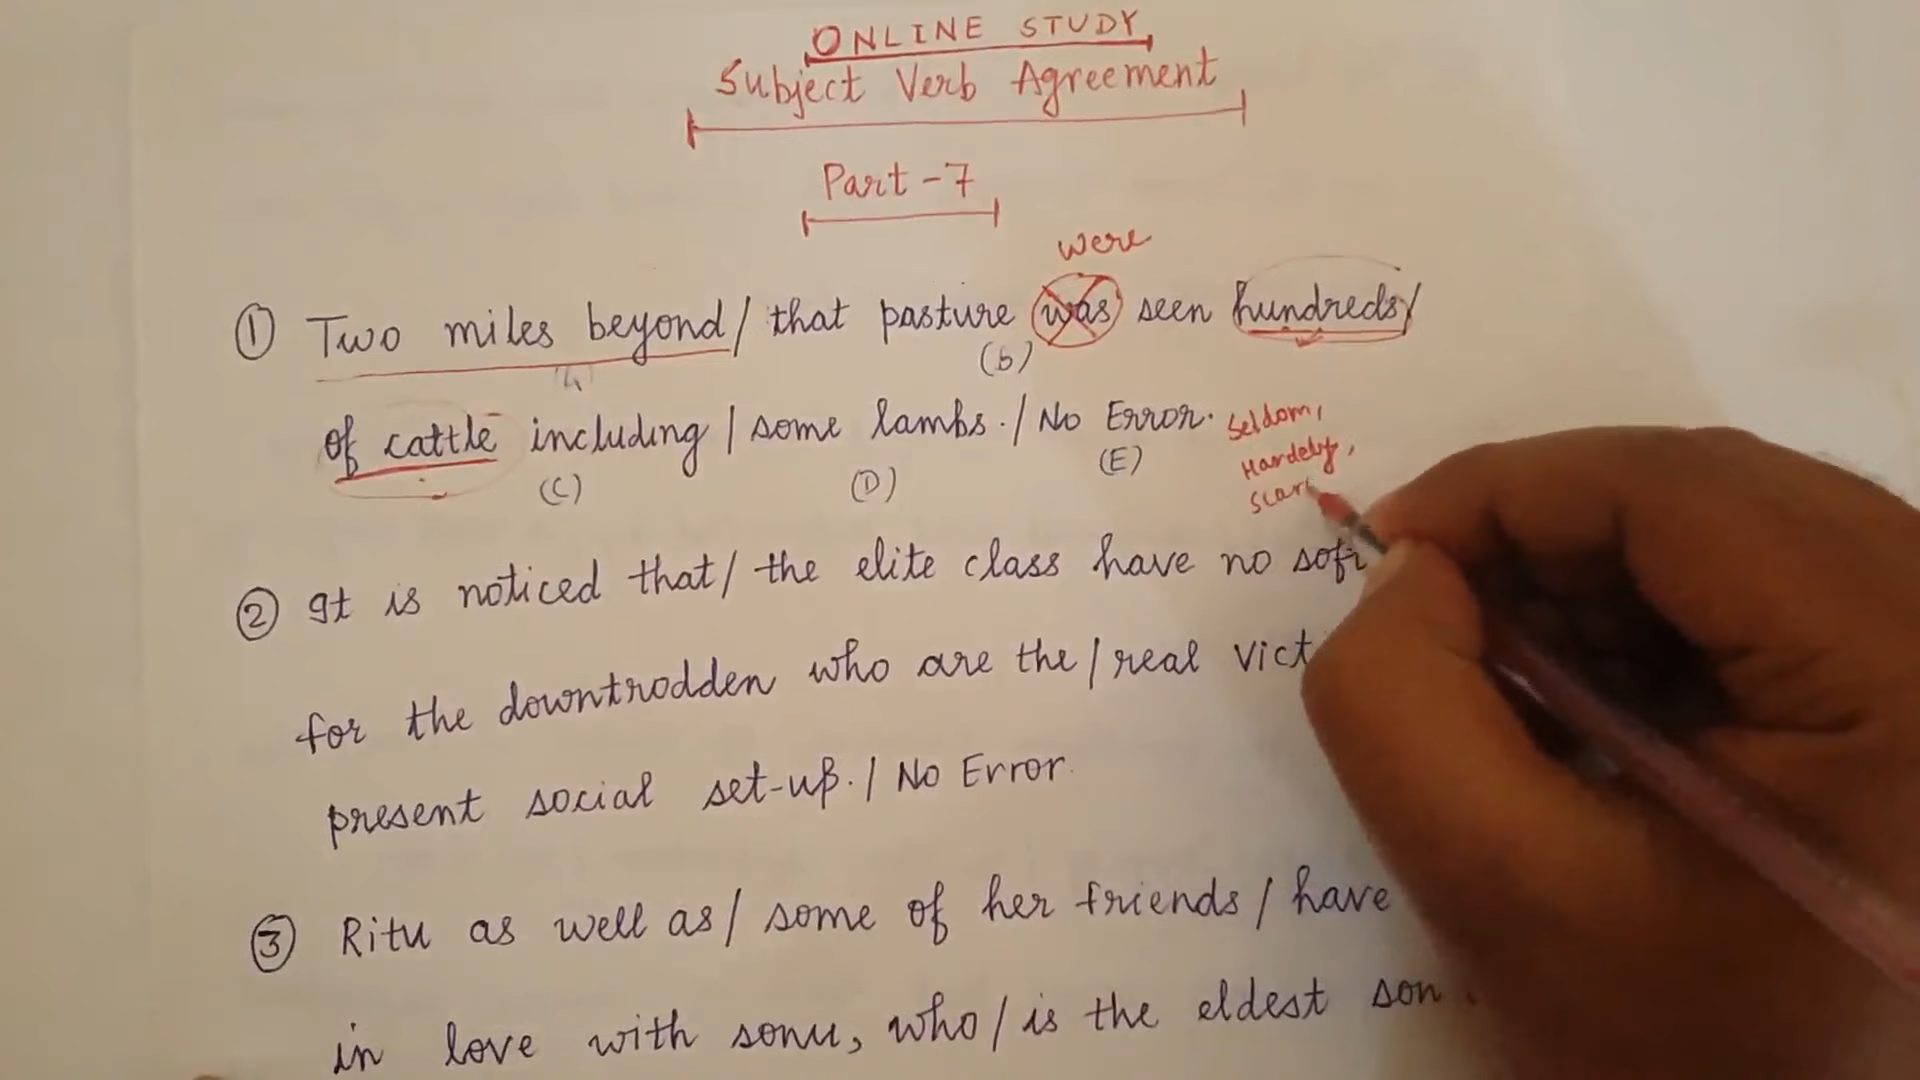 ONLINE STUDY
Subject Verb Agreement
Part-7
were
① Two miles beyond/ that pasture was seen hundreds/
(b)
of cattle including / some lambs. / No Error.
(C) (D) (E)
Seldom,
Hardely,
Scar
② It is noticed that/ the elite class have no
for the downtrodden who are the / real
present social set-up. / No Error.
③ Ritu as well as / some of her friends / have
in love with sonu, who / is the eldest son